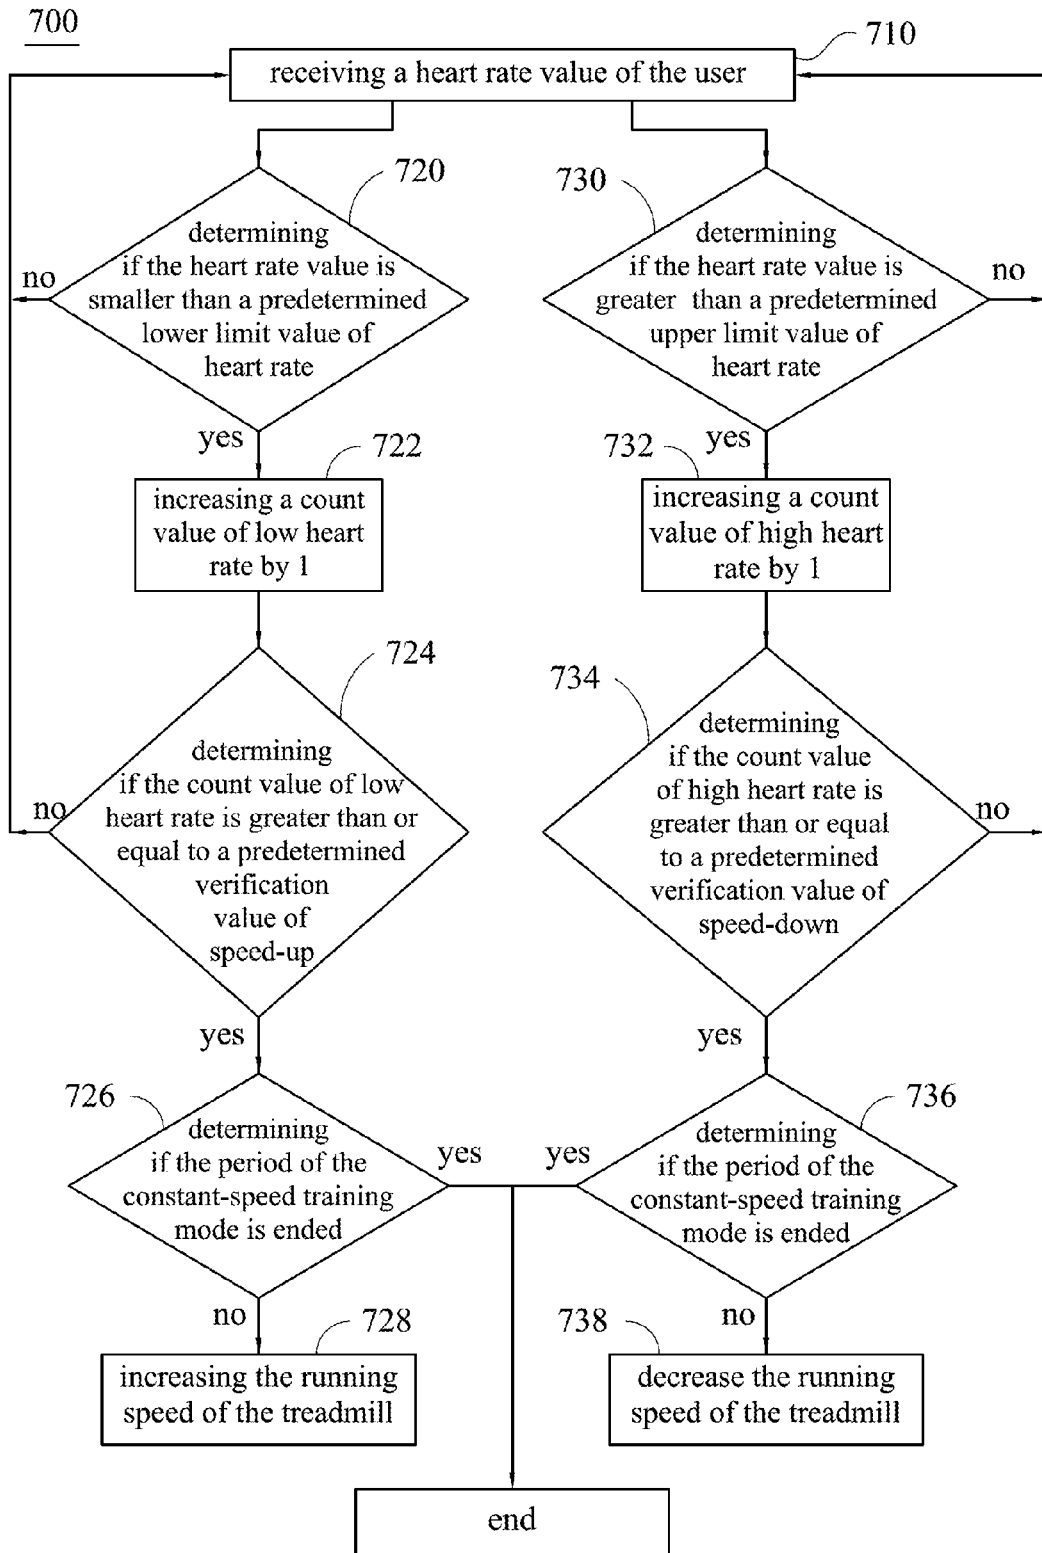 700
710
receiving a heart rate value of the user
720
730
determining
if the heart rate value is
smaller than a predetermined
lower limit value of
heart rate
no
determining
if the heart rate value is
greater than a predetermined
upper limit value of
heart rate
no
yes
722
yes
732
increasing a count
value of low heart
rate by 1
increasing a count
value of high heart
rate by 1
724
734
determining
if the count value of low
heart rate is greater than or
equal to a predetermined
verification
value of
speed-up
no
determining
if the count value
of high heart rate is
greater than or equal
to a predetermined
verification value of
speed-down
no
yes
yes
726
736
determining
if the period of the
constant-speed training
mode is ended
yes
yes
determining
if the period of the
constant-speed training
mode is ended
no
728
738
no
increasing the running
speed of the treadmill
decrease the running
speed of the treadmill
end